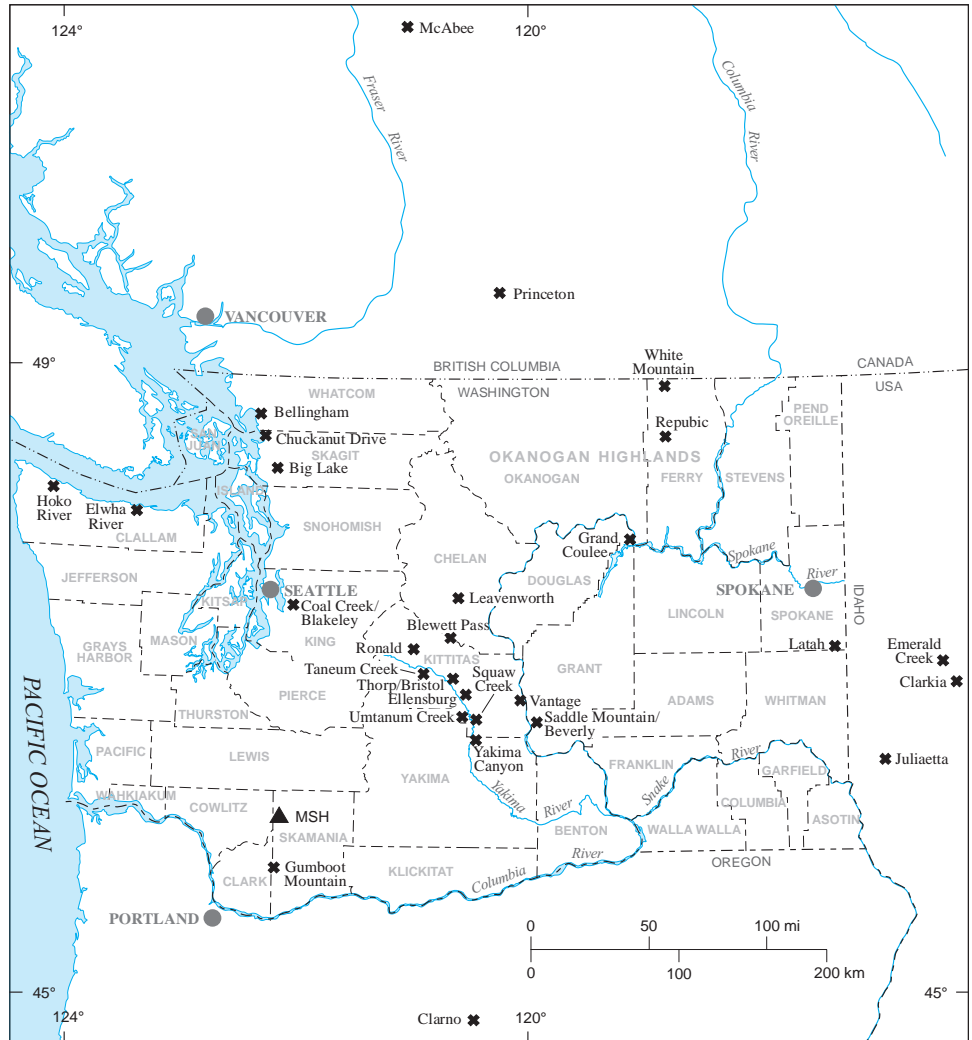 124°
120°
McAbee
Fraser
River
Columbia
River
Princeton
VANCOUVER
49°
BRITISH COLUMBIA
CANADA
WASHINGTON
USA
White
Mountain
WHATCOM
PEND
OREILLE
Bellingham
SAN
JUAN
Chuckanut Drive
SKAGIT
Republic
OKANOGAN HIGHLANDS
OKANOGAN
FERRY
STEVENS
Big Lake
ISLAND
Hoko
River
Elwha
River
CLALLAM
SNOHOMISH
CHELAN
Grand
Coulee
Spokane
River
DOUGLAS
JEFFERSON
SEATTLE
SPOKANE
IDAHO
KITSAP
Coal Creek/
Blakeley
Leavenworth
LINCOLN
SPOKANE
GRAYS
HARBOR
MASON
KING
Blewett Pass
Ronald
KITTITAS
Latah
Emerald
Creek
Taneum Creek
Squaw
Creek
GRANT
Clarkia
Thorp/Bristol
Ellensburg
PIERCE
ADAMS
WHITMAN
THURSTON
Vantage
Umtanum Creek
Saddle Mountain/
Beverly
PACIFIC OCEAN
PACIFIC
LEWIS
Yakima
Canyon
Juliaetta
YAKIMA
FRANKLIN
Snake
River
GARFIELD
WAHKIAKUM
COWLITZ
MSH
Yakima
River
COLUMBIA
ASOTIN
SKAMANIA
BENTON
WALLA WALLA
OREGON
Gumboot
Mountain
CLARK
KLICKITAT
Columbia
River
PORTLAND
0 50 100 mi
0 100 200 km
45°
45°
124°
120°
Clarno